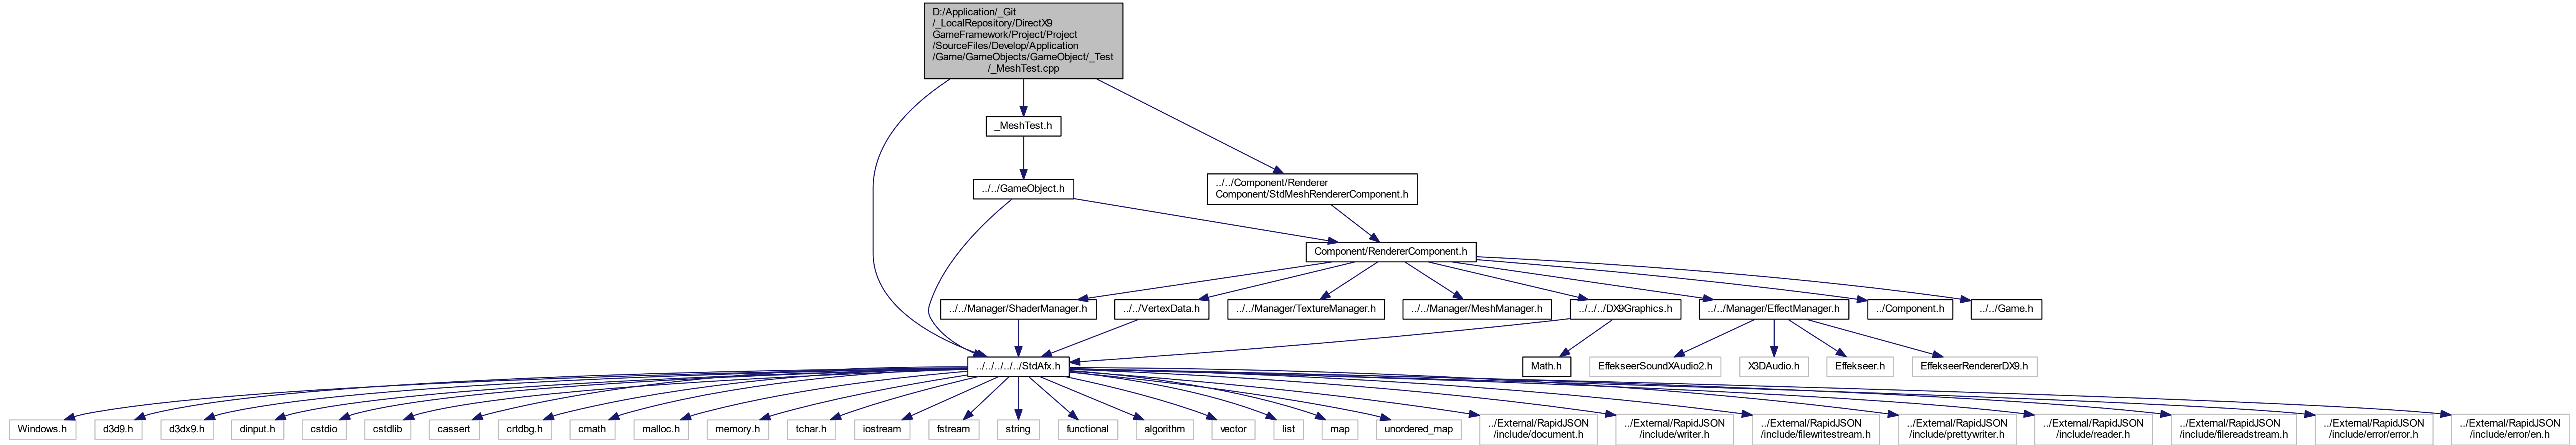 D:/Application/_Git
/_LocalRepository/DirectX9
GameFramework/Project/Project
/SourceFiles/Develop/Application
/Game/GameObjects/GameObject/_Test
/_MeshTest.cpp
_MeshTest.h
../../GameObject.h
../../Component/Renderer
Component/StdMeshRendererComponent.h
Component/RendererComponent.h
../../Manager/ShaderManager.h
../../VertexData.h
../../Manager/TextureManager.h
../../Manager/MeshManager.h
../../../DX9Graphics.h
../../Manager/EffectManager.h
../Component.h
../../Game.h
../../../../../StdAfx.h
Math.h
EffekseerSoundXAudio2.h
X3DAudio.h
Effekseer.h
EffekseerRendererDX9.h
Windows.h
d3d9.h
d3dx9.h
dinput.h
cstdio
cstdlib
cassert
crtdbg.h
cmath
malloc.h
memory.h
tchar.h
iostream
fstream
string
functional
algorithm
vector
list
map
unordered_map
../External/RapidJSON
/include/document.h
../External/RapidJSON
/include/writer.h
../External/RapidJSON
/include/filewritestream.h
../External/RapidJSON
/include/prettywriter.h
../External/RapidJSON
/include/reader.h
../External/RapidJSON
/include/filereadstream.h
../External/RapidJSON
/include/error/error.h
../External/RapidJSON
/include/error/en.h